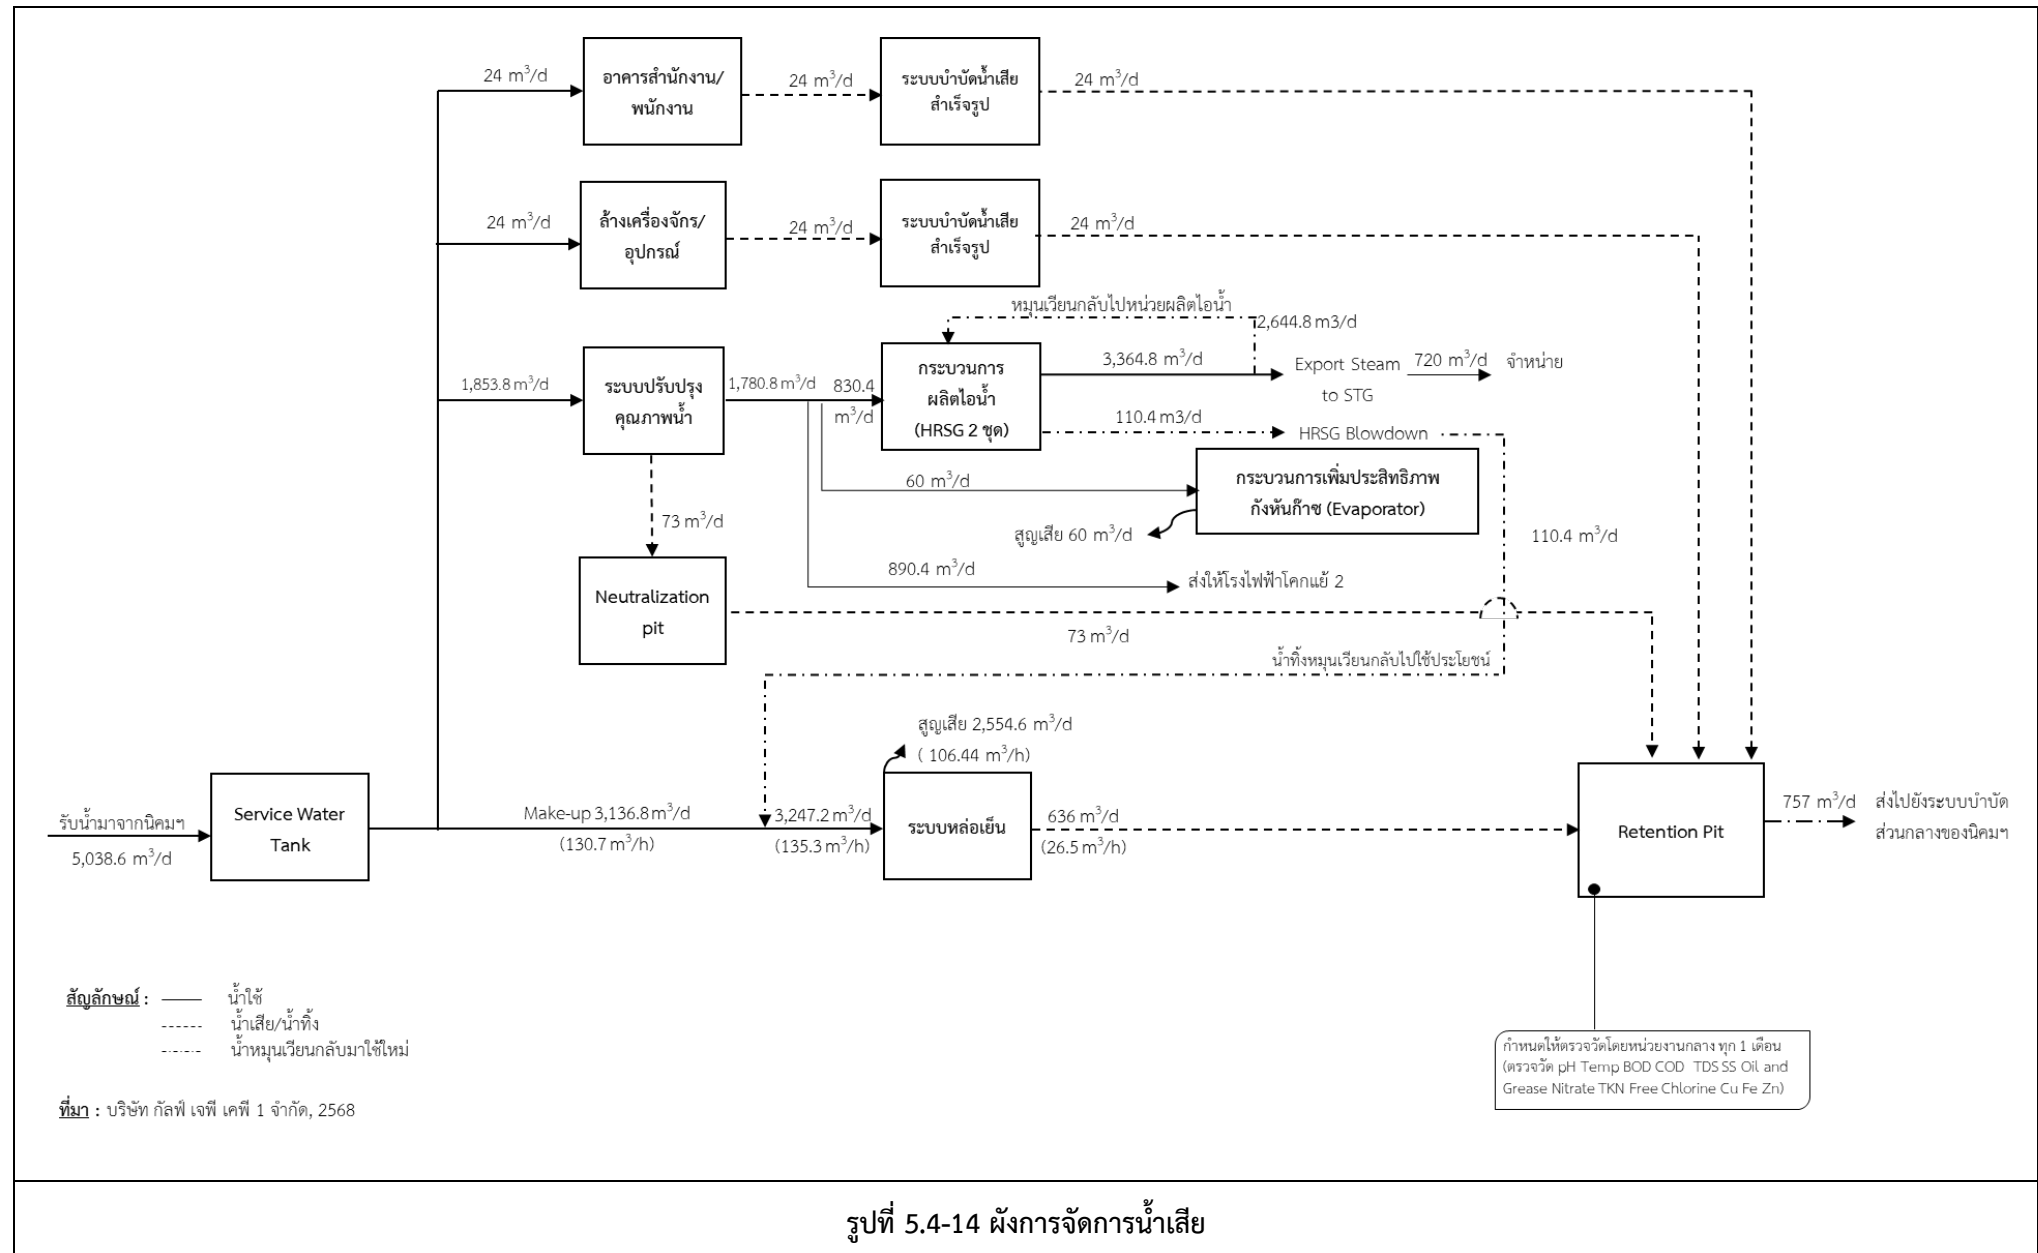 24 m³/d
อาคารสำนักงาน/
พนักงาน
24 m³/d
ระบบบำบัดน้ำเสีย
สำเร็จรูป
24 m³/d
24 m³/d
ล้างเครื่องจักร/
อุปกรณ์
24 m³/d
ระบบบำบัดน้ำเสีย
สำเร็จรูป
24 m³/d
หมุนเวียนกลับไปหน่วยผลิตไอน้ำ
2,644.8 m3/d
1,853.8 m³/d
ระบบปรับปรุง
คุณภาพน้ำ
1,780.8 m³/d
830.4
m³/d
กระบวนการ
ผลิตไอน้ำ
(HRSG 2 ชุด)
3,364.8 m³/d
Export Steam
to STG
720 m³/d
จำหน่าย
110.4 m3/d
HRSG Blowdown
60 m³/d
กระบวนการเพิ่มประสิทธิภาพ
กังหันก๊าซ (Evaporator)
สูญเสีย 60 m³/d
110.4 m³/d
73 m³/d
890.4 m³/d
ส่งให้โรงไฟฟ้าโคกแย้ 2
Neutralization
pit
73 m³/d
น้ำทิ้งหมุนเวียนกลับไปใช้ประโยชน์
สูญเสีย 2,554.6 m³/d
( 106.44 m³/h)
รับน้ำมาจากนิคมฯ
5,038.6 m³/d
Service Water
Tank
Make-up 3,136.8 m³/d
(130.7 m³/h)
3,247.2 m³/d
(135.3 m³/h)
ระบบหล่อเย็น
636 m³/d
(26.5 m³/h)
Retention Pit
757 m³/d
ส่งไปยังระบบบำบัด
ส่วนกลางของนิคมฯ
สัญลักษณ์ :
น้ำใช้
น้ำเสีย/น้ำทิ้ง
น้ำหมุนเวียนกลับมาใช้ใหม่
กำหนดให้ตรวจวัดโดยหน่วยงานกลาง ทุก 1 เดือน
(ตรวจวัด pH Temp BOD COD TDS SS Oil and
Grease Nitrate TKN Free Chlorine Cu Fe Zn)
ที่มา : บริษัท กัลฟ์ เจพี เคพี 1 จำกัด, 2568
รูปที่ 5.4-14 ผังการจัดการน้ำเสีย